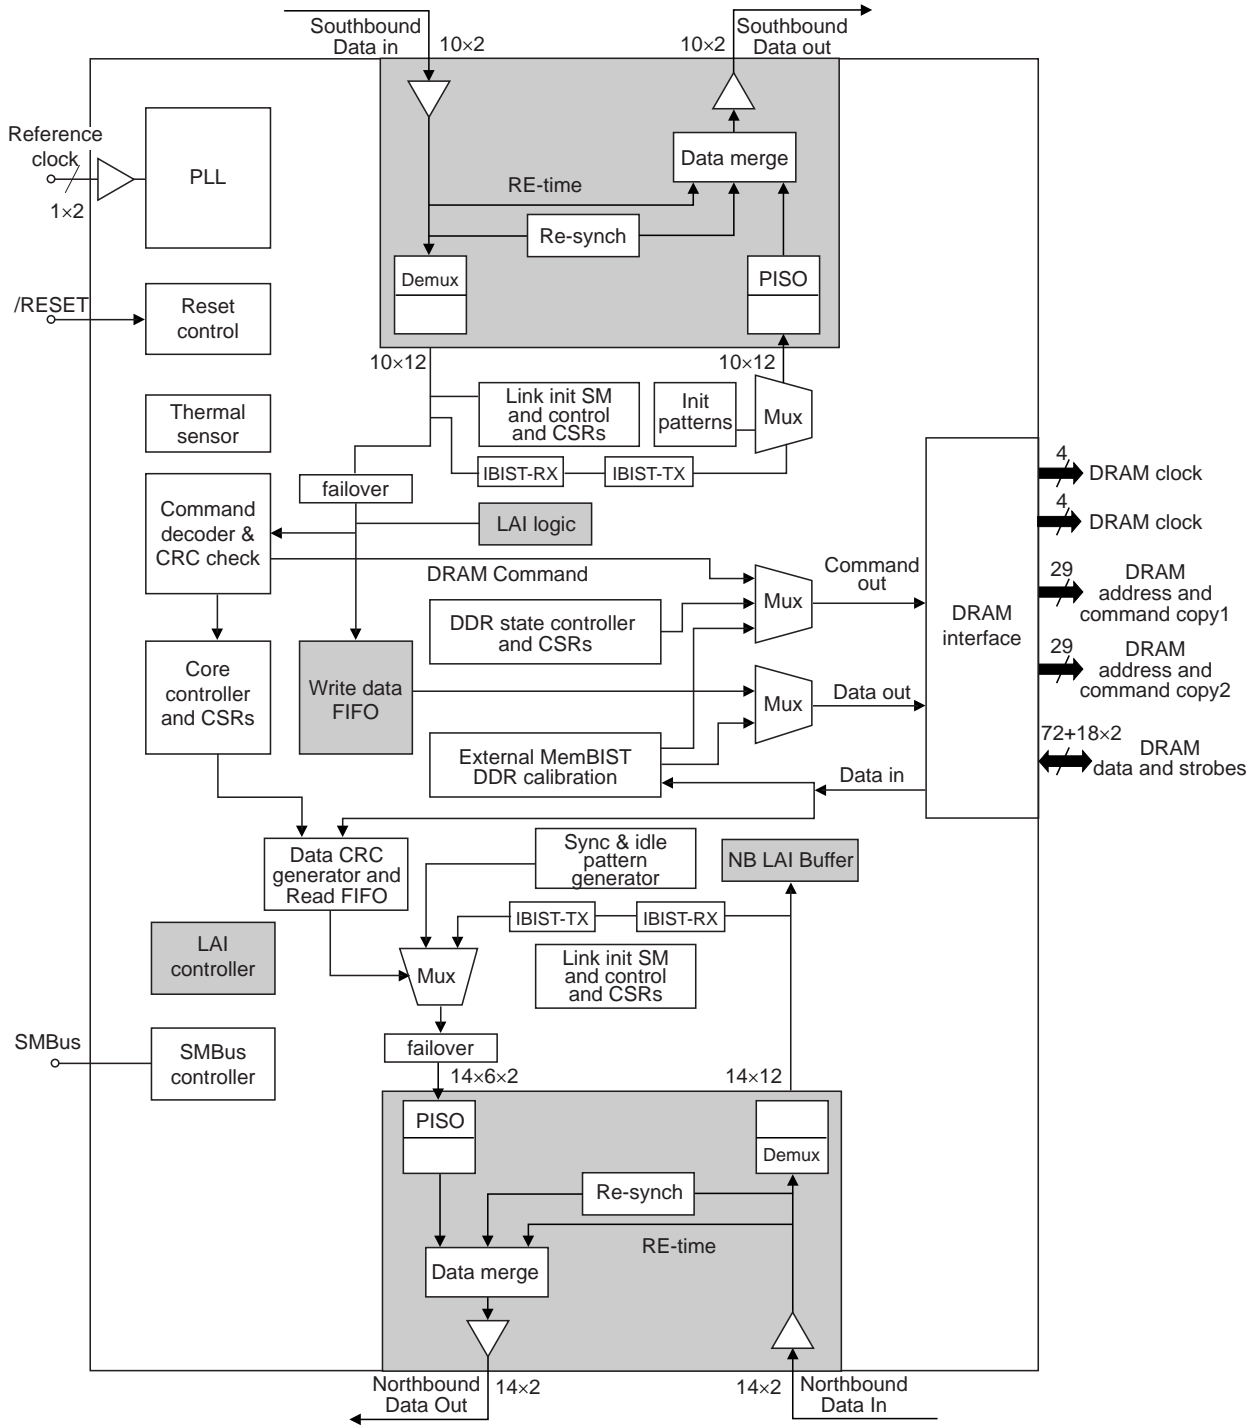 Southbound
Data in
10×2
10×2
Southbound
Data out
Reference
clock
1×2
PLL
Data merge
RE-time
Re-synch
Demux
PISO
/RESET
Reset
control
10×12
10×12
Thermal
sensor
Link init SM
and control
and CSRs
Init
patterns
Mux
IBIST-RX
IBIST-TX
failover
Command
decoder &
CRC check
LAI logic
DRAM Command
Mux
Command
out
DDR state controller
and CSRs
DRAM
interface
4
DRAM clock
4
DRAM clock
29
DRAM
address and
command copy1
29
DRAM
address and
command copy2
72+18×2
DRAM
data and strobes
Core
controller
and CSRs
Write data
FIFO
Mux
Data out
External MemBIST
DDR calibration
Data in
Data CRC
generator and
Read FIFO
Sync & idle
pattern
generator
NB LAI Buffer
IBIST-TX
IBIST-RX
LAI
controller
Mux
Link init SM
and control
and CSRs
SMBus
SMBus
controller
failover
14×6×2
14×12
PISO
Demux
Re-synch
RE-time
Data merge
Northbound
Data Out
14×2
14×2
Northbound
Data In